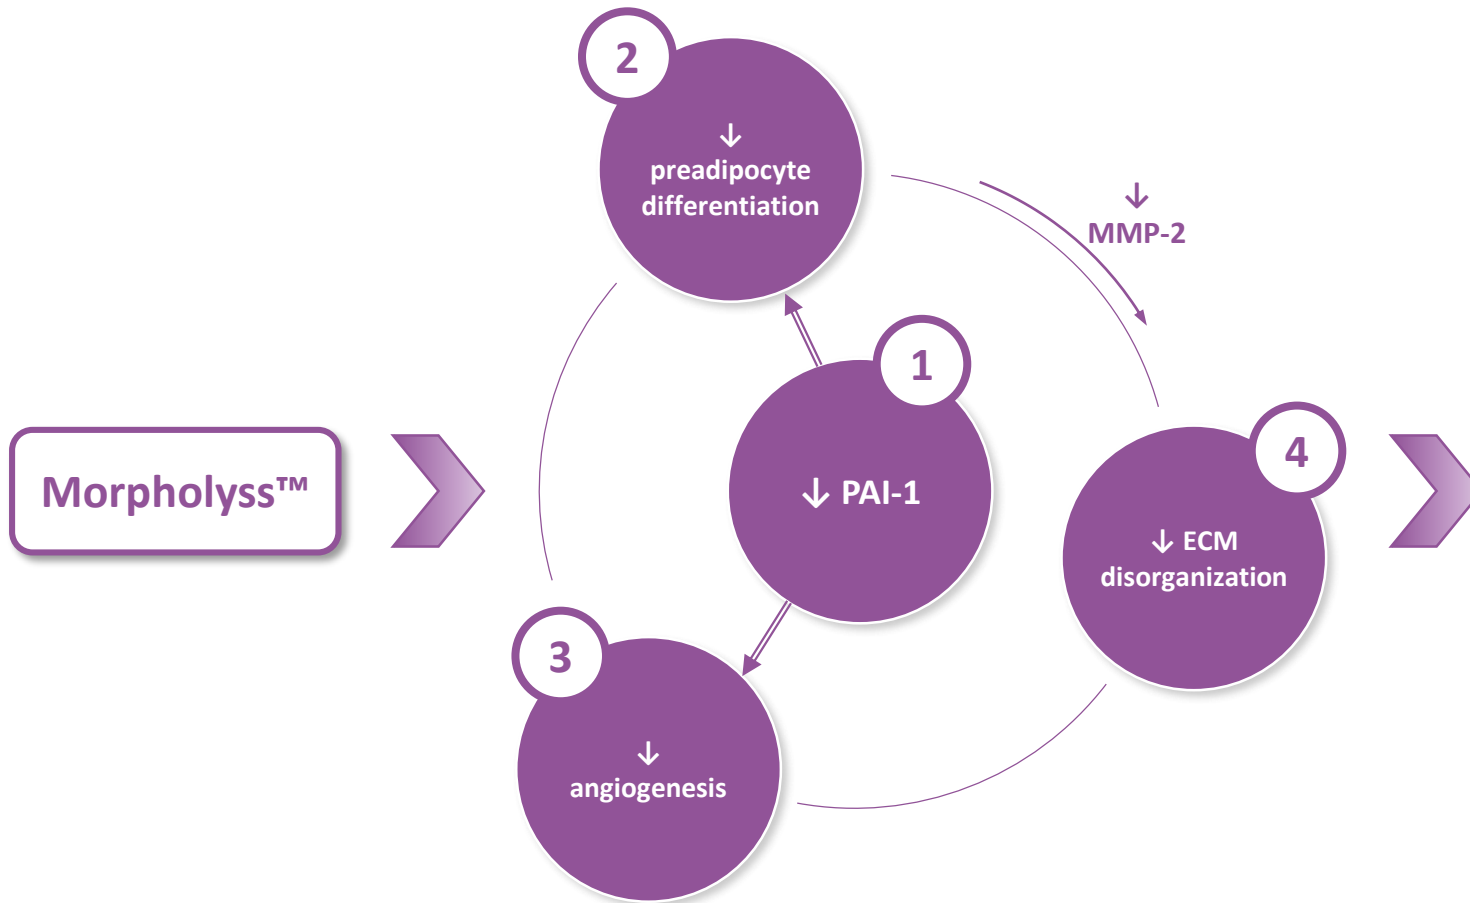 Morpholyss™
1
↓ PAI-1
2
↓
preadipocyte
differentiation
3
↓
angiogenesis
↓
MMP-2
4
↓ ECM
disorganization